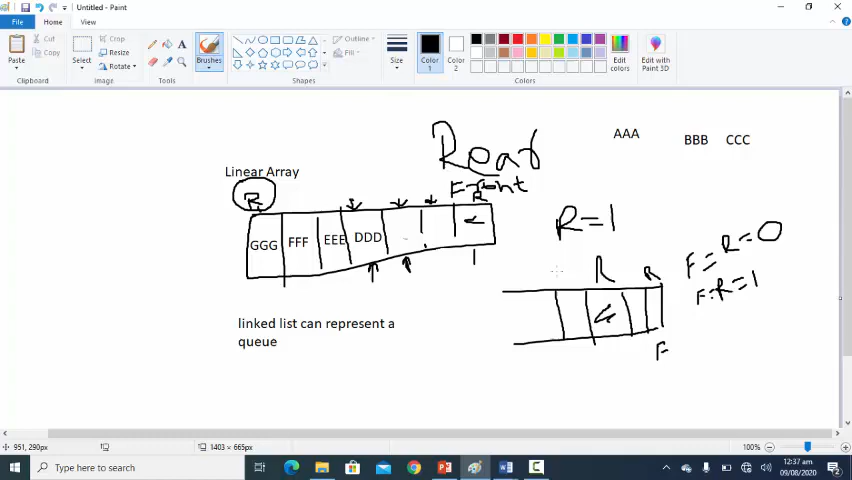 Untitled - Paint
File
Home
View
Paste
Cut
Copy
Clipboard
Select
Crop
Resize
Rotate
Image
Tools
Brushes
Shapes
Outline
Fill
Size
Color 1
Color 2
Edit colors
Edit with Paint 3D
Colors
AAA
BBB CCC
Linear Array
Rear
Front
R
R
GGG FFF EEE DDD
R=1
F=R=0
F=R=1
R R
F
linked list can represent a
queue
951, 290px
1403 × 665px
100%
Type here to search
12:37 am
09/08/2020
2